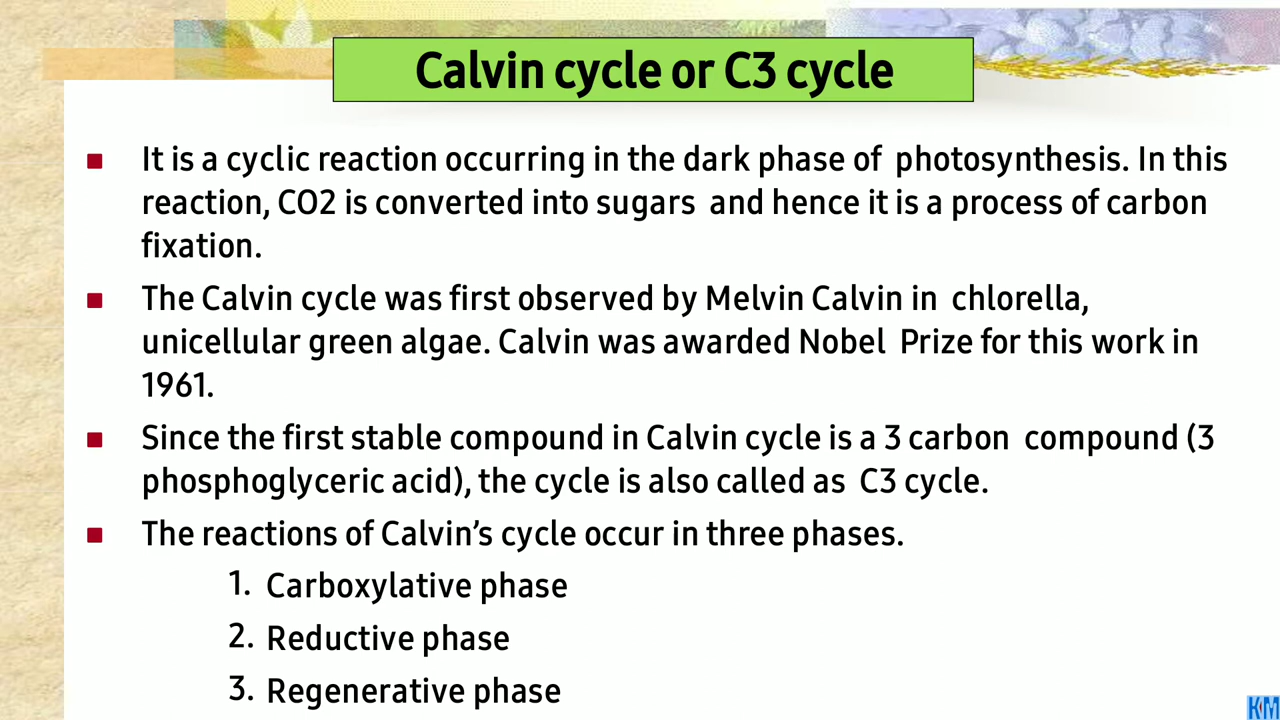 Calvin cycle or C3 cycle
It is a cyclic reaction occurring in the dark phase of photosynthesis. In this
reaction, CO2 is converted into sugars and hence it is a process of carbon
fixation.
The Calvin cycle was first observed by Melvin Calvin in chlorella,
unicellular green algae. Calvin was awarded Nobel Prize for this work in
1961.
Since the first stable compound in Calvin cycle is a 3 carbon compound (3
phosphoglyceric acid), the cycle is also called as C3 cycle.
The reactions of Calvin’s cycle occur in three phases.
1. Carboxylative phase
2. Reductive phase
3. Regenerative phase
KM